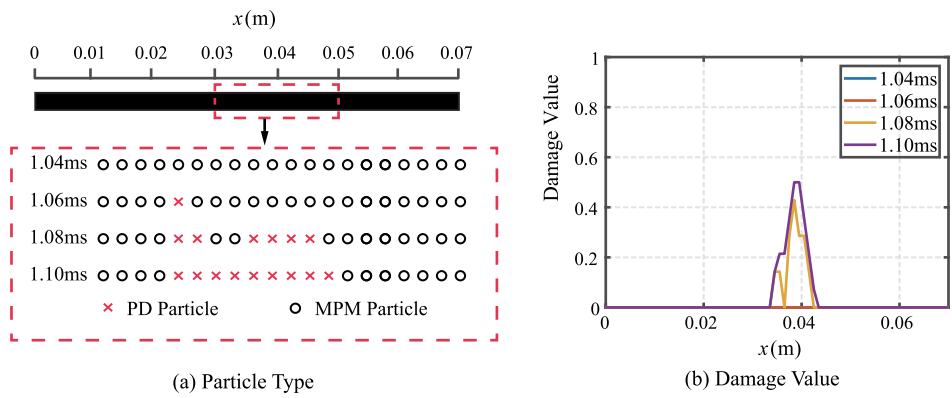 x(m)
0 0.01 0.02 0.03 0.04 0.05 0.06 0.07
1.04ms
1.06ms
1.08ms
1.10ms
× PD Particle
MPM Particle
(a) Particle Type
1
0.8
0.6
0.4
0.2
0
Damage Value
1.04ms
1.06ms
1.08ms
1.10ms
0 0.02 0.04 0.06
x(m)
(b) Damage Value